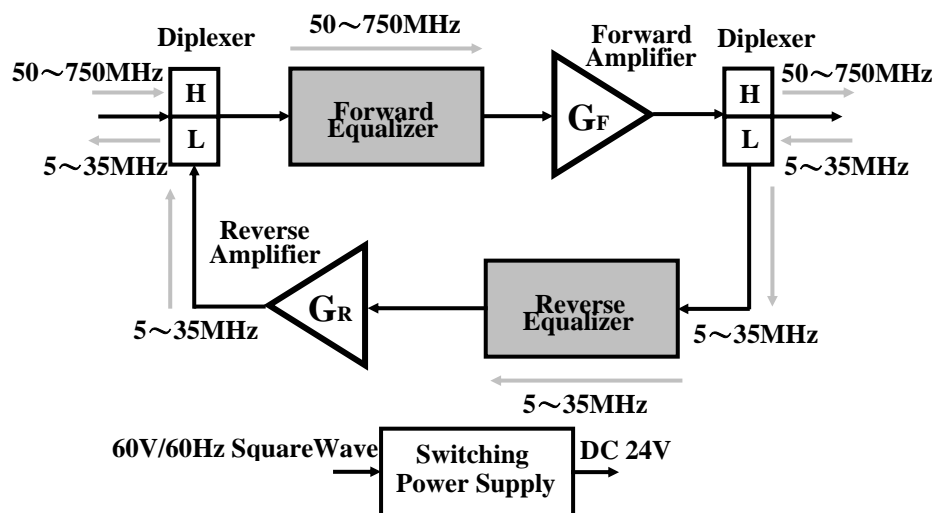 Diplexer
50～750MHz
Forward
Amplifier
Diplexer
50～750MHz
50～750MHz
H
L
Forward
Equalizer
GF
H
L
5～35MHz
5～35MHz
Reverse
Amplifier
GR
Reverse
Equalizer
5～35MHz
5～35MHz
5～35MHz
60V/60Hz SquareWave
Switching
Power Supply
DC 24V